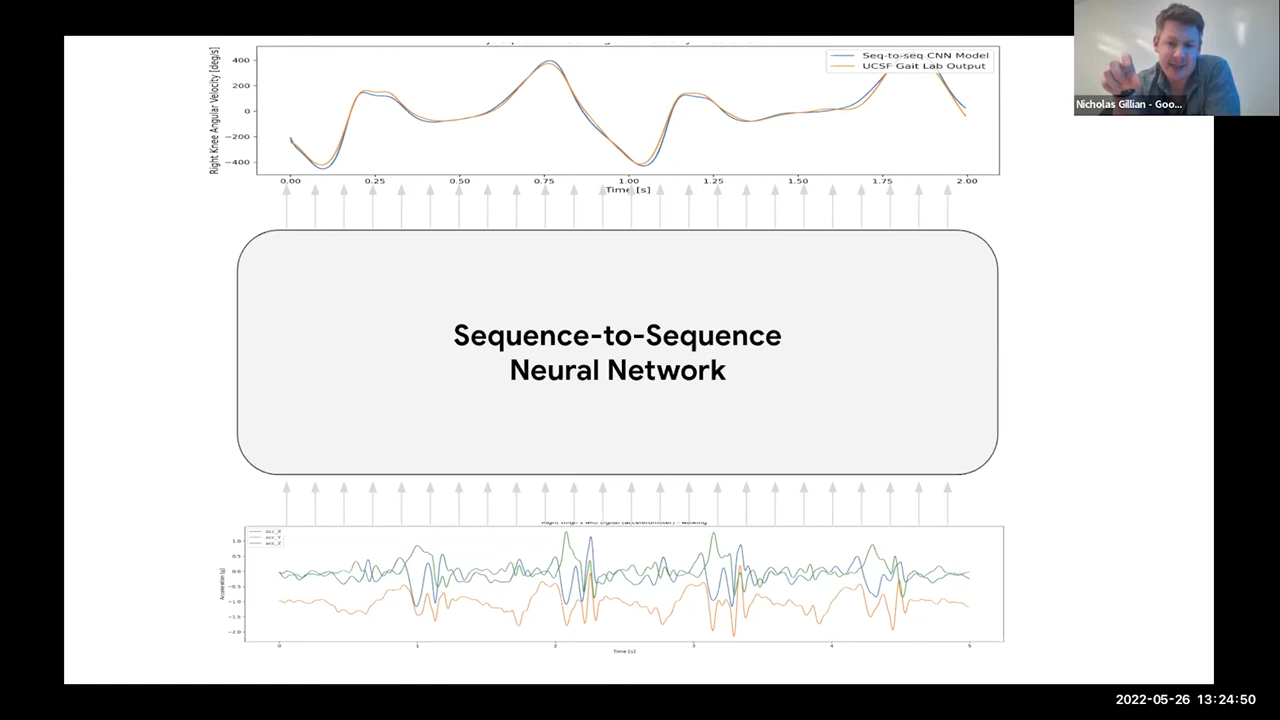 Seq-to-seq CNN Model
UCSF Gait Lab Output
Right Knee Angular Velocity [deg/s]
400
200
0
−200
−400
0.00 0.25 0.50 0.75 1.00 1.25 1.50 1.75 2.00
Time [s]
Nicholas Gillian - Goo...
Sequence-to-Sequence
Neural Network
acc_X
acc_Y
acc_Z
Acceleration [g]
1.0
0.5
0.0
−0.5
−1.0
−1.5
−2.0
0 1 2 3 4 5
Time [s]
2022-05-26 13:24:50